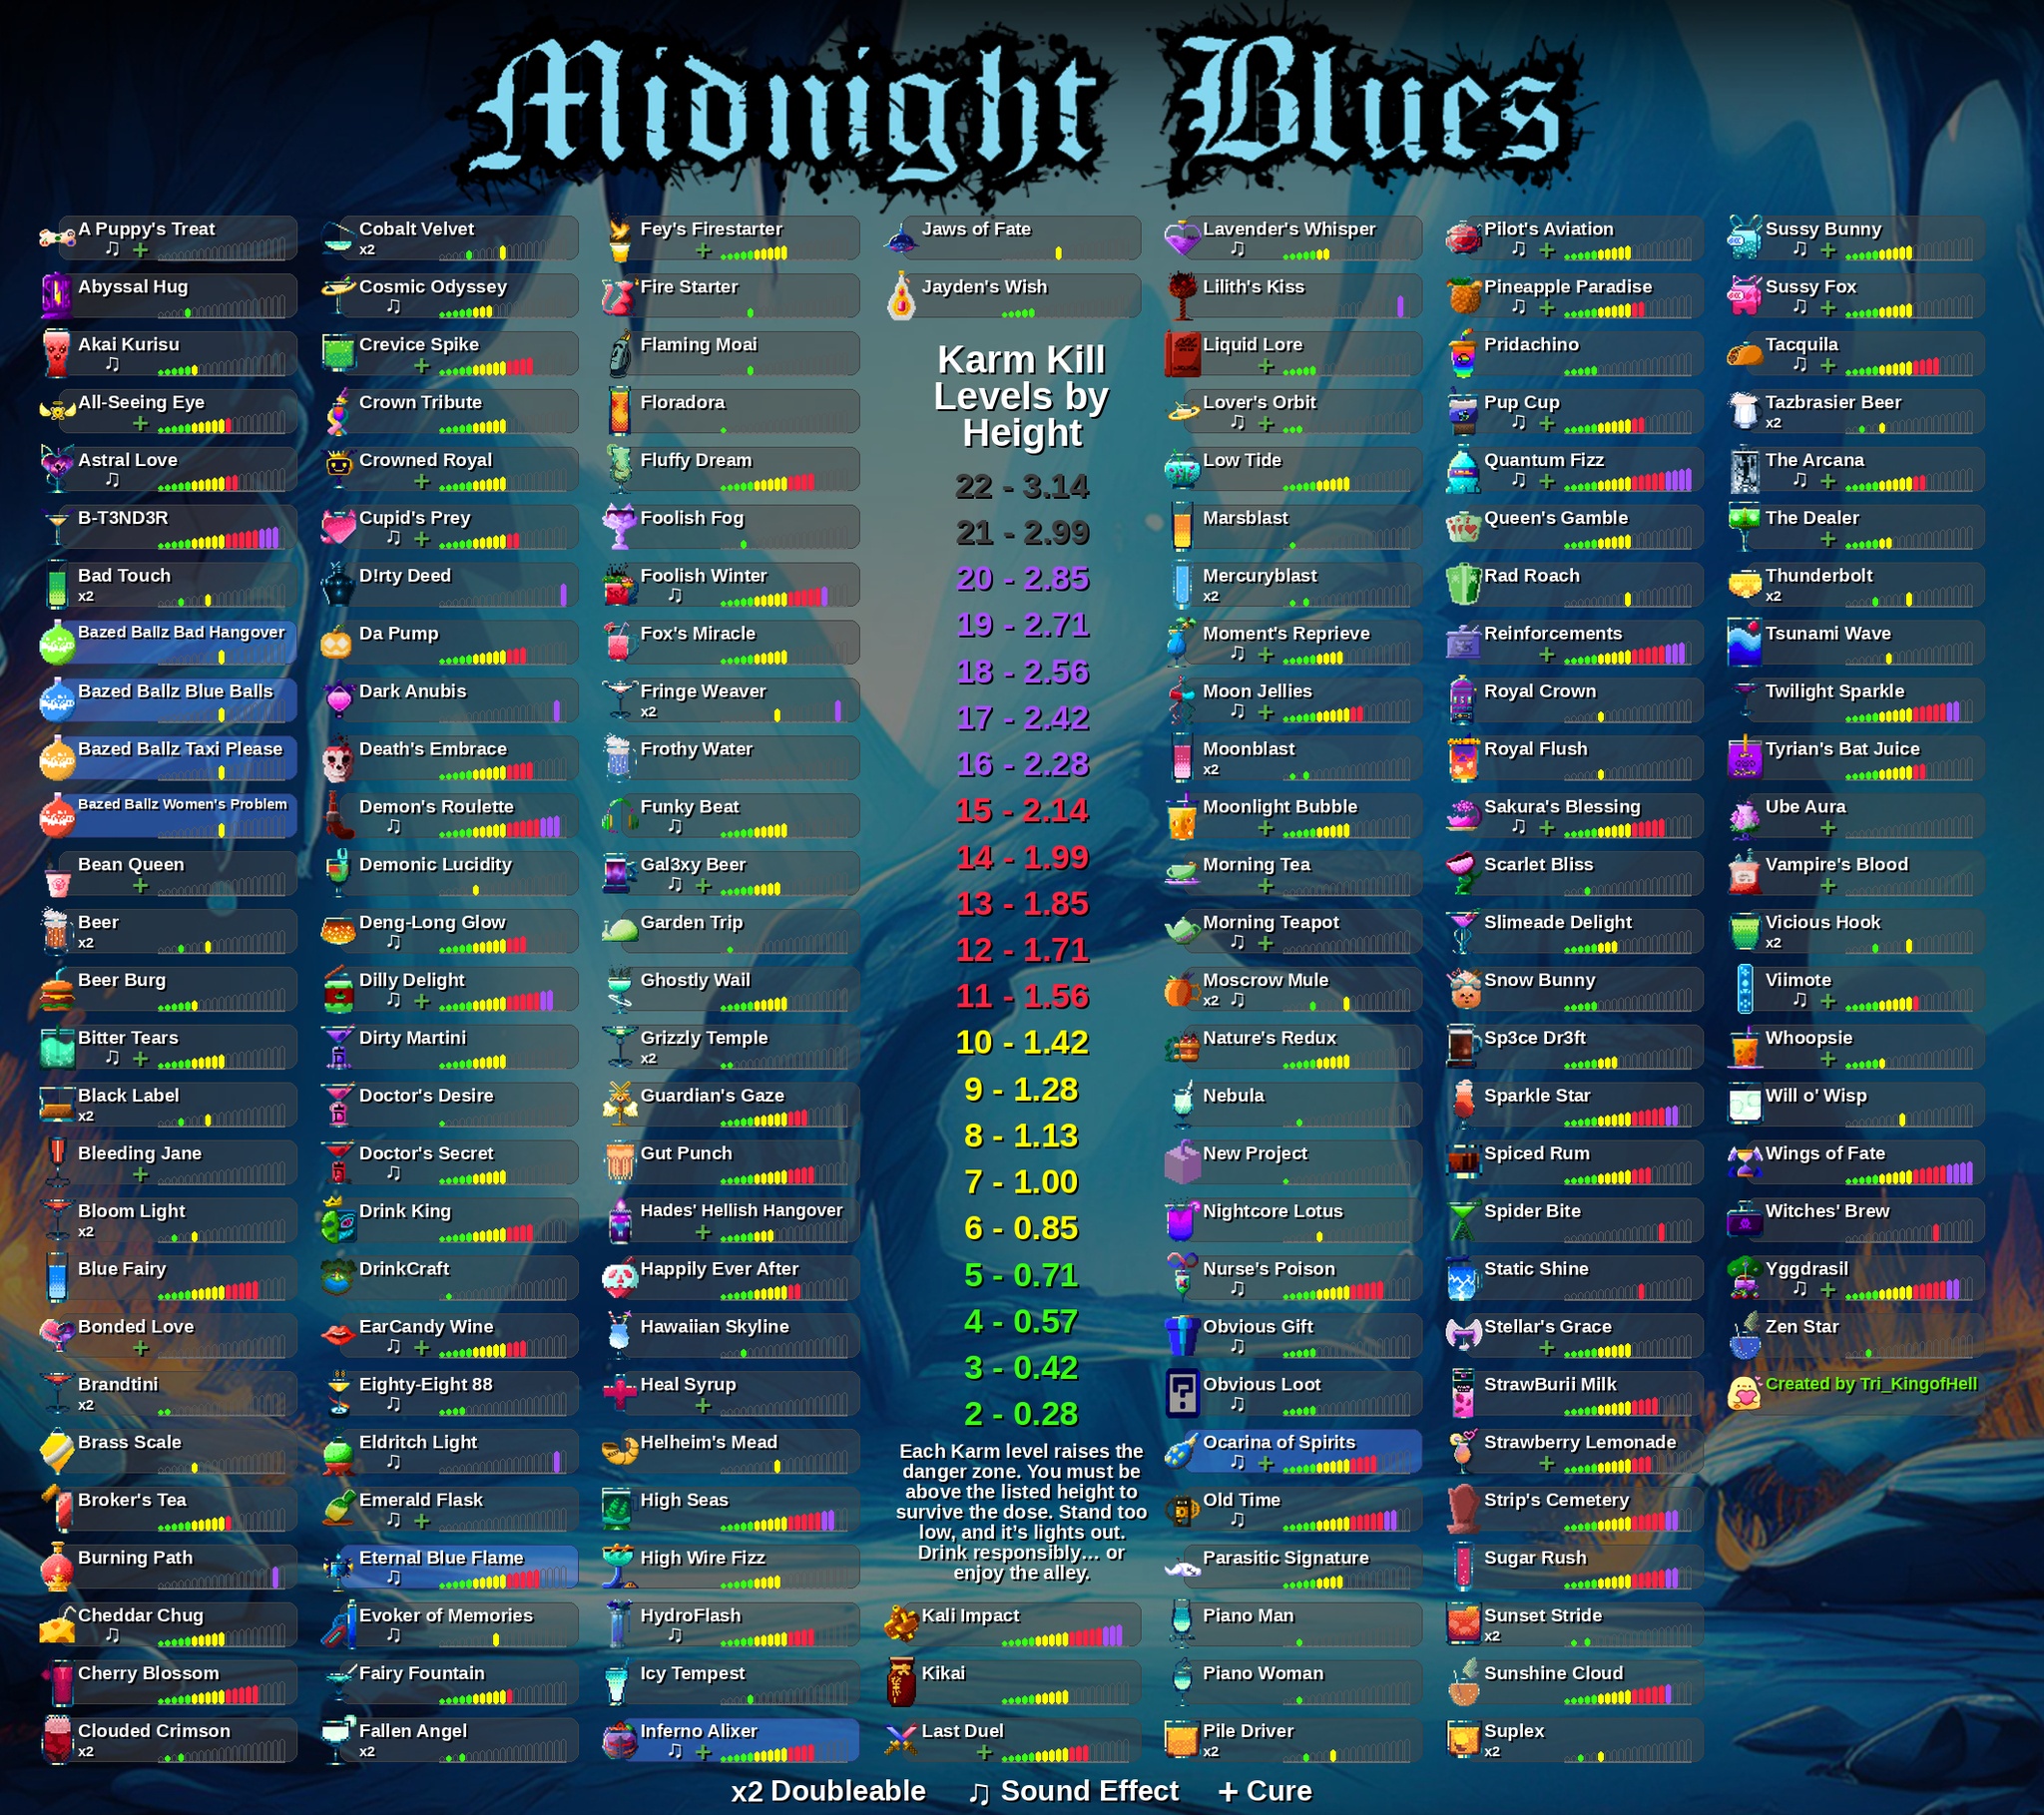 Midnight Blues
A Puppy's Treat
♫ +
Abyssal Hug
Akai Kurisu
♫
All-Seeing Eye
+
Astral Love
♫
B-T3ND3R
Bad Touch
x2
Bazed Ballz Bad Hangover
Bazed Ballz Blue Balls
Bazed Ballz Taxi Please
Bazed Ballz Women's Problem
Bean Queen
+
Beer
x2
Beer Burg
Bitter Tears
♫ +
Black Label
x2
Bleeding Jane
+
Bloom Light
x2
Blue Fairy
Bonded Love
+
Brandtini
x2
Brass Scale
Broker's Tea
Burning Path
Cheddar Chug
♫
Cherry Blossom
Clouded Crimson
x2
Cobalt Velvet
x2
Cosmic Odyssey
♫
Crevice Spike
+
Crown Tribute
Crowned Royal
+
Cupid's Prey
♫ +
D!rty Deed
Da Pump
Dark Anubis
Death's Embrace
Demon's Roulette
♫
Demonic Lucidity
Deng-Long Glow
♫
Dilly Delight
♫ +
Dirty Martini
Doctor's Desire
Doctor's Secret
♫
Drink King
DrinkCraft
EarCandy Wine
♫ +
Eighty-Eight 88
♫
Eldritch Light
♫
Emerald Flask
♫ +
Eternal Blue Flame
♫
Evoker of Memories
♫
Fairy Fountain
Fallen Angel
x2
Fey's Firestarter
+
Fire Starter
Flaming Moai
Floradora
Fluffy Dream
Foolish Fog
Foolish Winter
♫
Fox's Miracle
Fringe Weaver
x2
Frothy Water
Funky Beat
♫
Gal3xy Beer
♫ +
Garden Trip
Ghostly Wail
Grizzly Temple
x2
Guardian's Gaze
Gut Punch
Hades' Hellish Hangover
+
Happily Ever After
Hawaiian Skyline
Heal Syrup
+
Helheim's Mead
High Seas
High Wire Fizz
HydroFlash
♫
Icy Tempest
Inferno Alixer
♫ +
Jaws of Fate
Jayden's Wish
Karm Kill
Levels by
Height
22 - 3.14
21 - 2.99
20 - 2.85
19 - 2.71
18 - 2.56
17 - 2.42
16 - 2.28
15 - 2.14
14 - 1.99
13 - 1.85
12 - 1.71
11 - 1.56
10 - 1.42
9 - 1.28
8 - 1.13
7 - 1.00
6 - 0.85
5 - 0.71
4 - 0.57
3 - 0.42
2 - 0.28
Each Karm level raises the
danger zone. You must be
above the listed height to
survive the dose. Stand too
low, and it's lights out.
Drink responsibly... or
enjoy the alley.
Kali Impact
Kikai
Last Duel
+
Lavender's Whisper
♫
Lilith's Kiss
Liquid Lore
+
Lover's Orbit
♫ +
Low Tide
Marsblast
Mercuryblast
x2
Moment's Reprieve
♫ +
Moon Jellies
♫ +
Moonblast
x2
Moonlight Bubble
+
Morning Tea
+
Morning Teapot
♫ +
Moscrow Mule
x2 ♫
Nature's Redux
Nebula
New Project
Nightcore Lotus
Nurse's Poison
♫
Obvious Gift
♫
Obvious Loot
♫
Ocarina of Spirits
♫ +
Old Time
♫
Parasitic Signature
Piano Man
Piano Woman
Pile Driver
x2
Pilot's Aviation
♫ +
Pineapple Paradise
♫ +
Pridachino
Pup Cup
♫ +
Quantum Fizz
♫ +
Queen's Gamble
Rad Roach
Reinforcements
+
Royal Crown
Royal Flush
Sakura's Blessing
♫ +
Scarlet Bliss
Slimeade Delight
Snow Bunny
Sp3ce Dr3ft
Sparkle Star
Spiced Rum
Spider Bite
Static Shine
Stellar's Grace
+
StrawBurii Milk
Strawberry Lemonade
+
Strip's Cemetery
Sugar Rush
Sunset Stride
x2
Sunshine Cloud
Suplex
x2
Sussy Bunny
♫ +
Sussy Fox
♫ +
Tacquila
♫ +
Tazbrasier Beer
x2
The Arcana
♫ +
The Dealer
+
Thunderbolt
x2
Tsunami Wave
Twilight Sparkle
Tyrian's Bat Juice
Ube Aura
+
Vampire's Blood
+
Vicious Hook
x2
Viimote
♫ +
Whoopsie
+
Will o' Wisp
Wings of Fate
Witches' Brew
Yggdrasil
♫ +
Zen Star
Created by Tri_KingofHell
x2 Doubleable ♫ Sound Effect + Cure